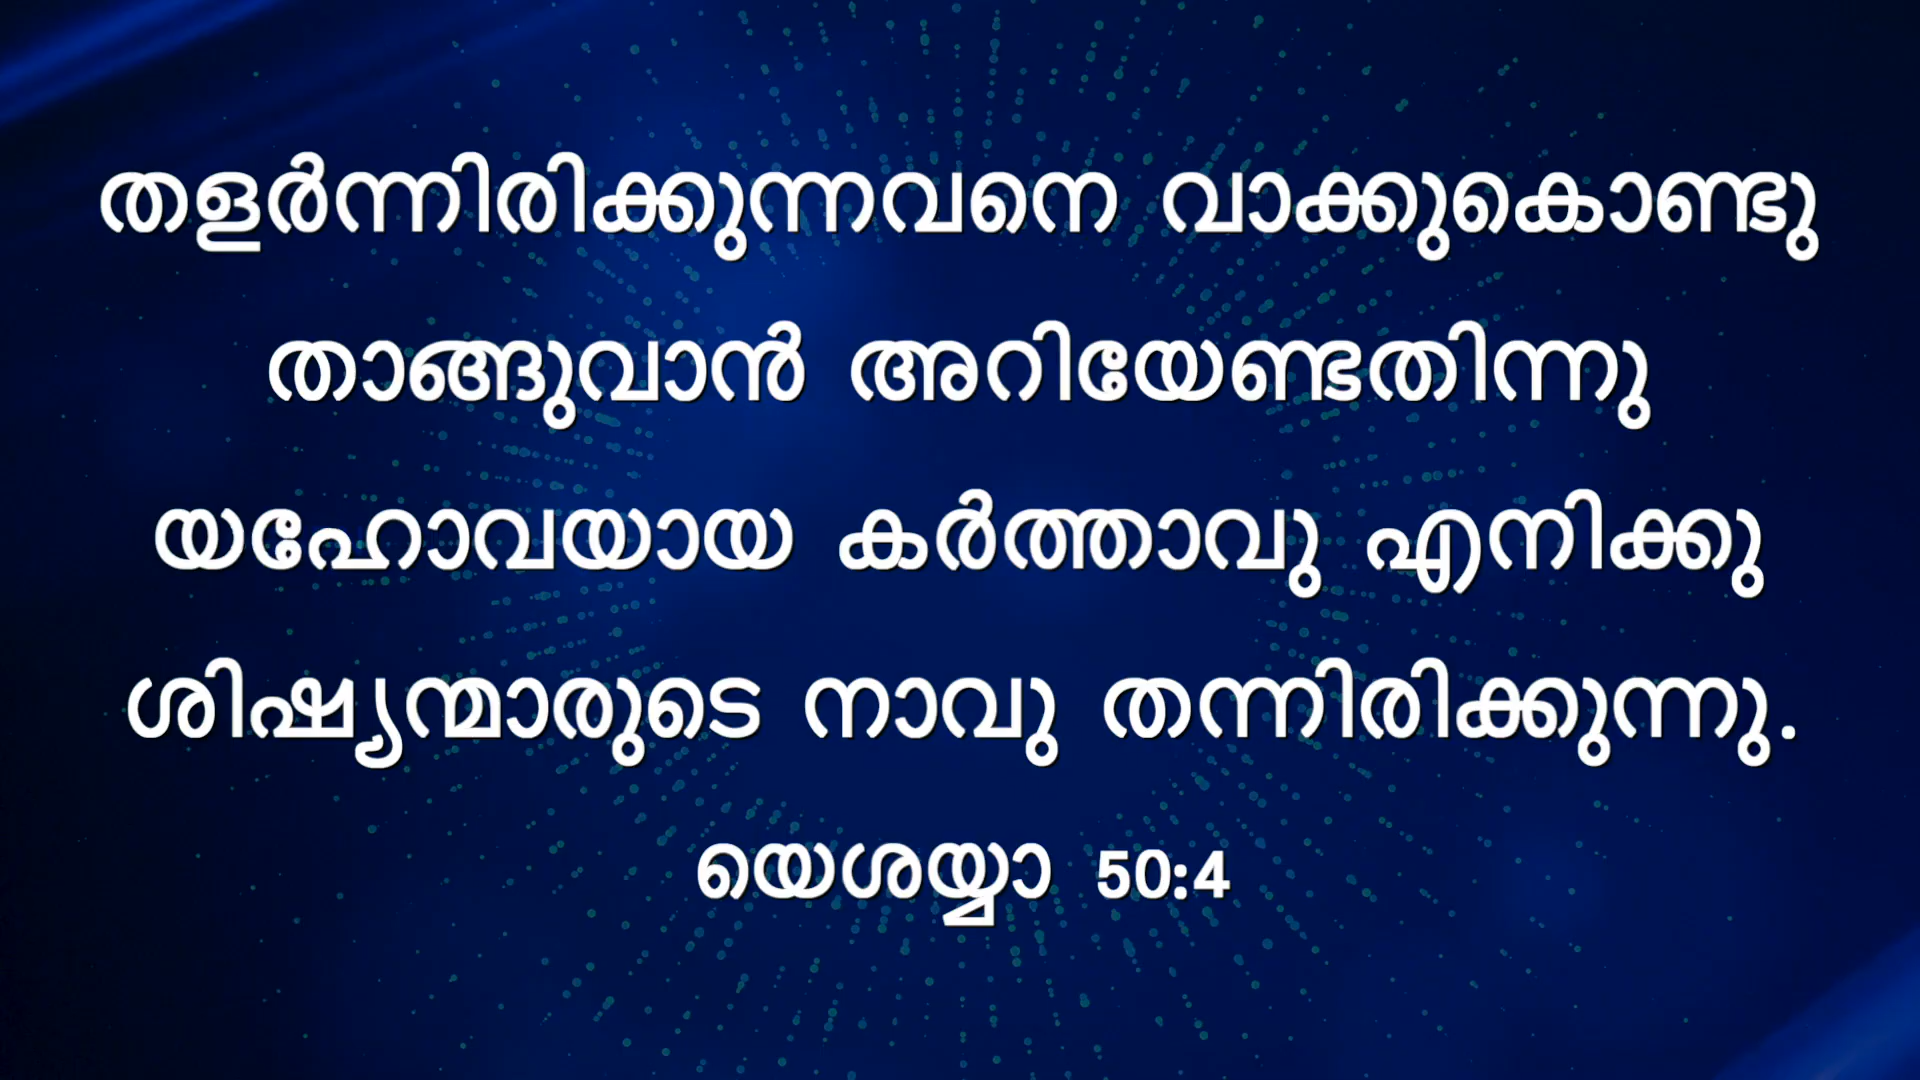 തളർന്നിരിക്കുന്നവനെ വാക്കുകൊണ്ടു
താങ്ങുവാൻ അറിയേണ്ടതിന്നു
യഹോവയായ കർത്താവു എനിക്കു
ശിഷ്യന്മാരുടെ നാവു തന്നിരിക്കുന്നു.
യെശയ്യാ 50:4